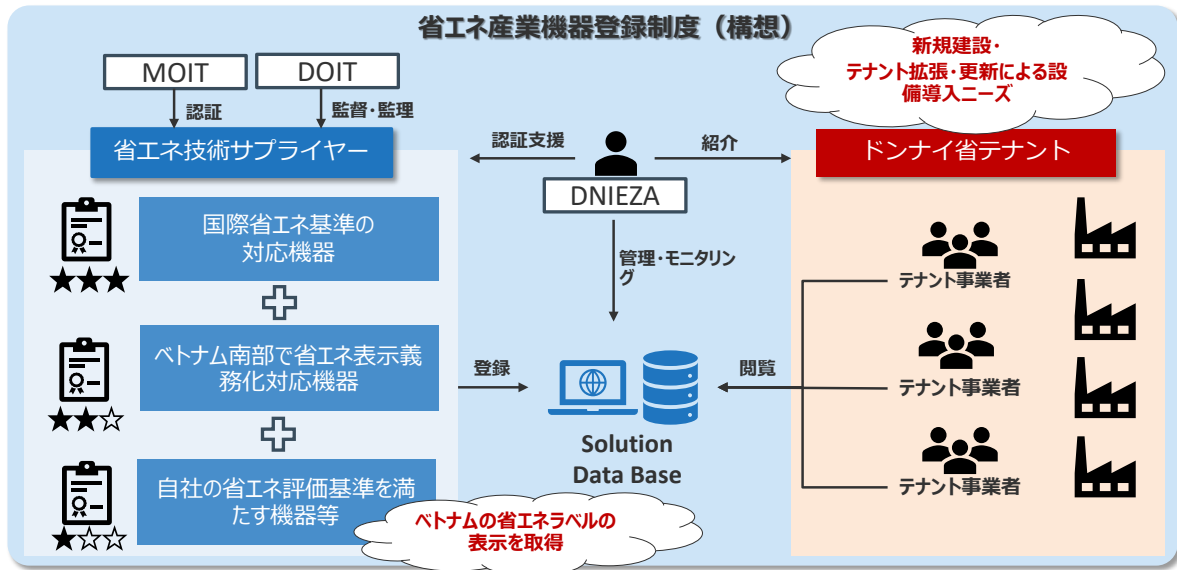 省エネ産業機器登録制度（構想）
新規建設・
テナント拡張・更新による設
備導入ニーズ
MOIT
DOIT
認証
監督・監理
省エネ技術サプライヤー
認証支援
紹介
DNIEZA
ドンナイ省テナント
国際省エネ基準の
対応機器
★★★
管理・モニタリン
グ
テナント事業者
ベトナム南部で省エネ表示義
務化対応機器
★★☆
登録
閲覧
テナント事業者
Solution
Data Base
自社の省エネ評価基準を満
たす機器等
★☆☆
テナント事業者
ベトナムの省エネラベルの
表示を取得